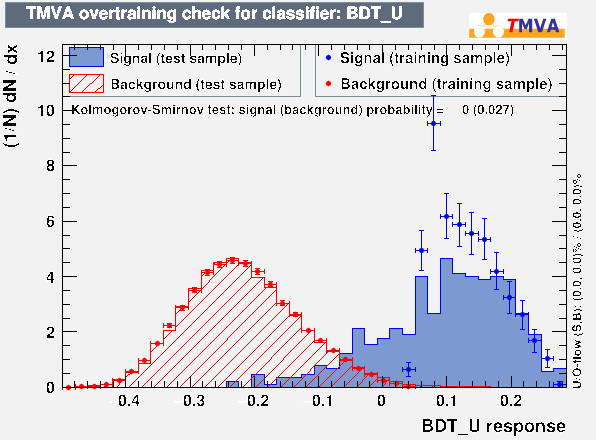 TMVA overtraining check for classifier: BDT_U
TMVA
(1/N) dN / dx
Signal (test sample)
Background (test sample)
Signal (training sample)
Background (training sample)
Kolmogorov-Smirnov test: signal (background) probability = 0 (0.027)
12
10
8
6
4
2
0
-0.4 -0.3 -0.2 -0.1 0 0.1 0.2
BDT_U response
U/O-flow (S,B): (0.0, 0.0)% / (0.0, 0.0)%